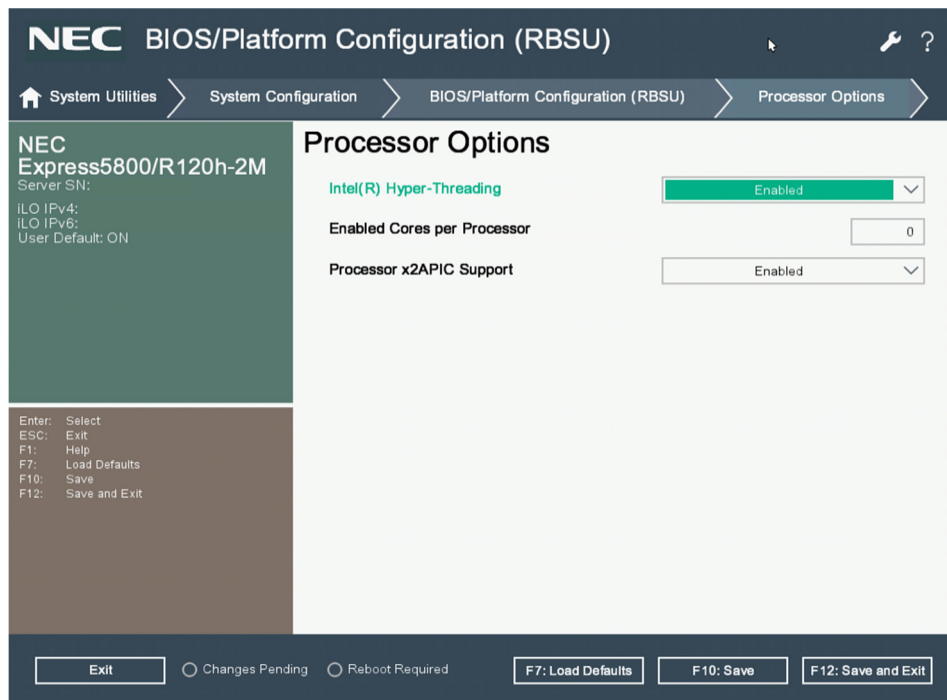 NEC BIOS/Platform Configuration (RBSU)
?
System Utilities System Configuration BIOS/Platform Configuration (RBSU) Processor Options
NEC
Express5800/R120h-2M
Server SN:
iLO IPv4:
iLO IPv6:
User Default: ON
Processor Options
Intel(R) Hyper-Threading Enabled
Enabled Cores per Processor 0
Processor x2APIC Support Enabled
Enter: Select
ESC: Exit
F1: Help
F7: Load Defaults
F10: Save
F12: Save and Exit
Exit Changes Pending Reboot Required F7: Load Defaults F10: Save F12: Save and Exit